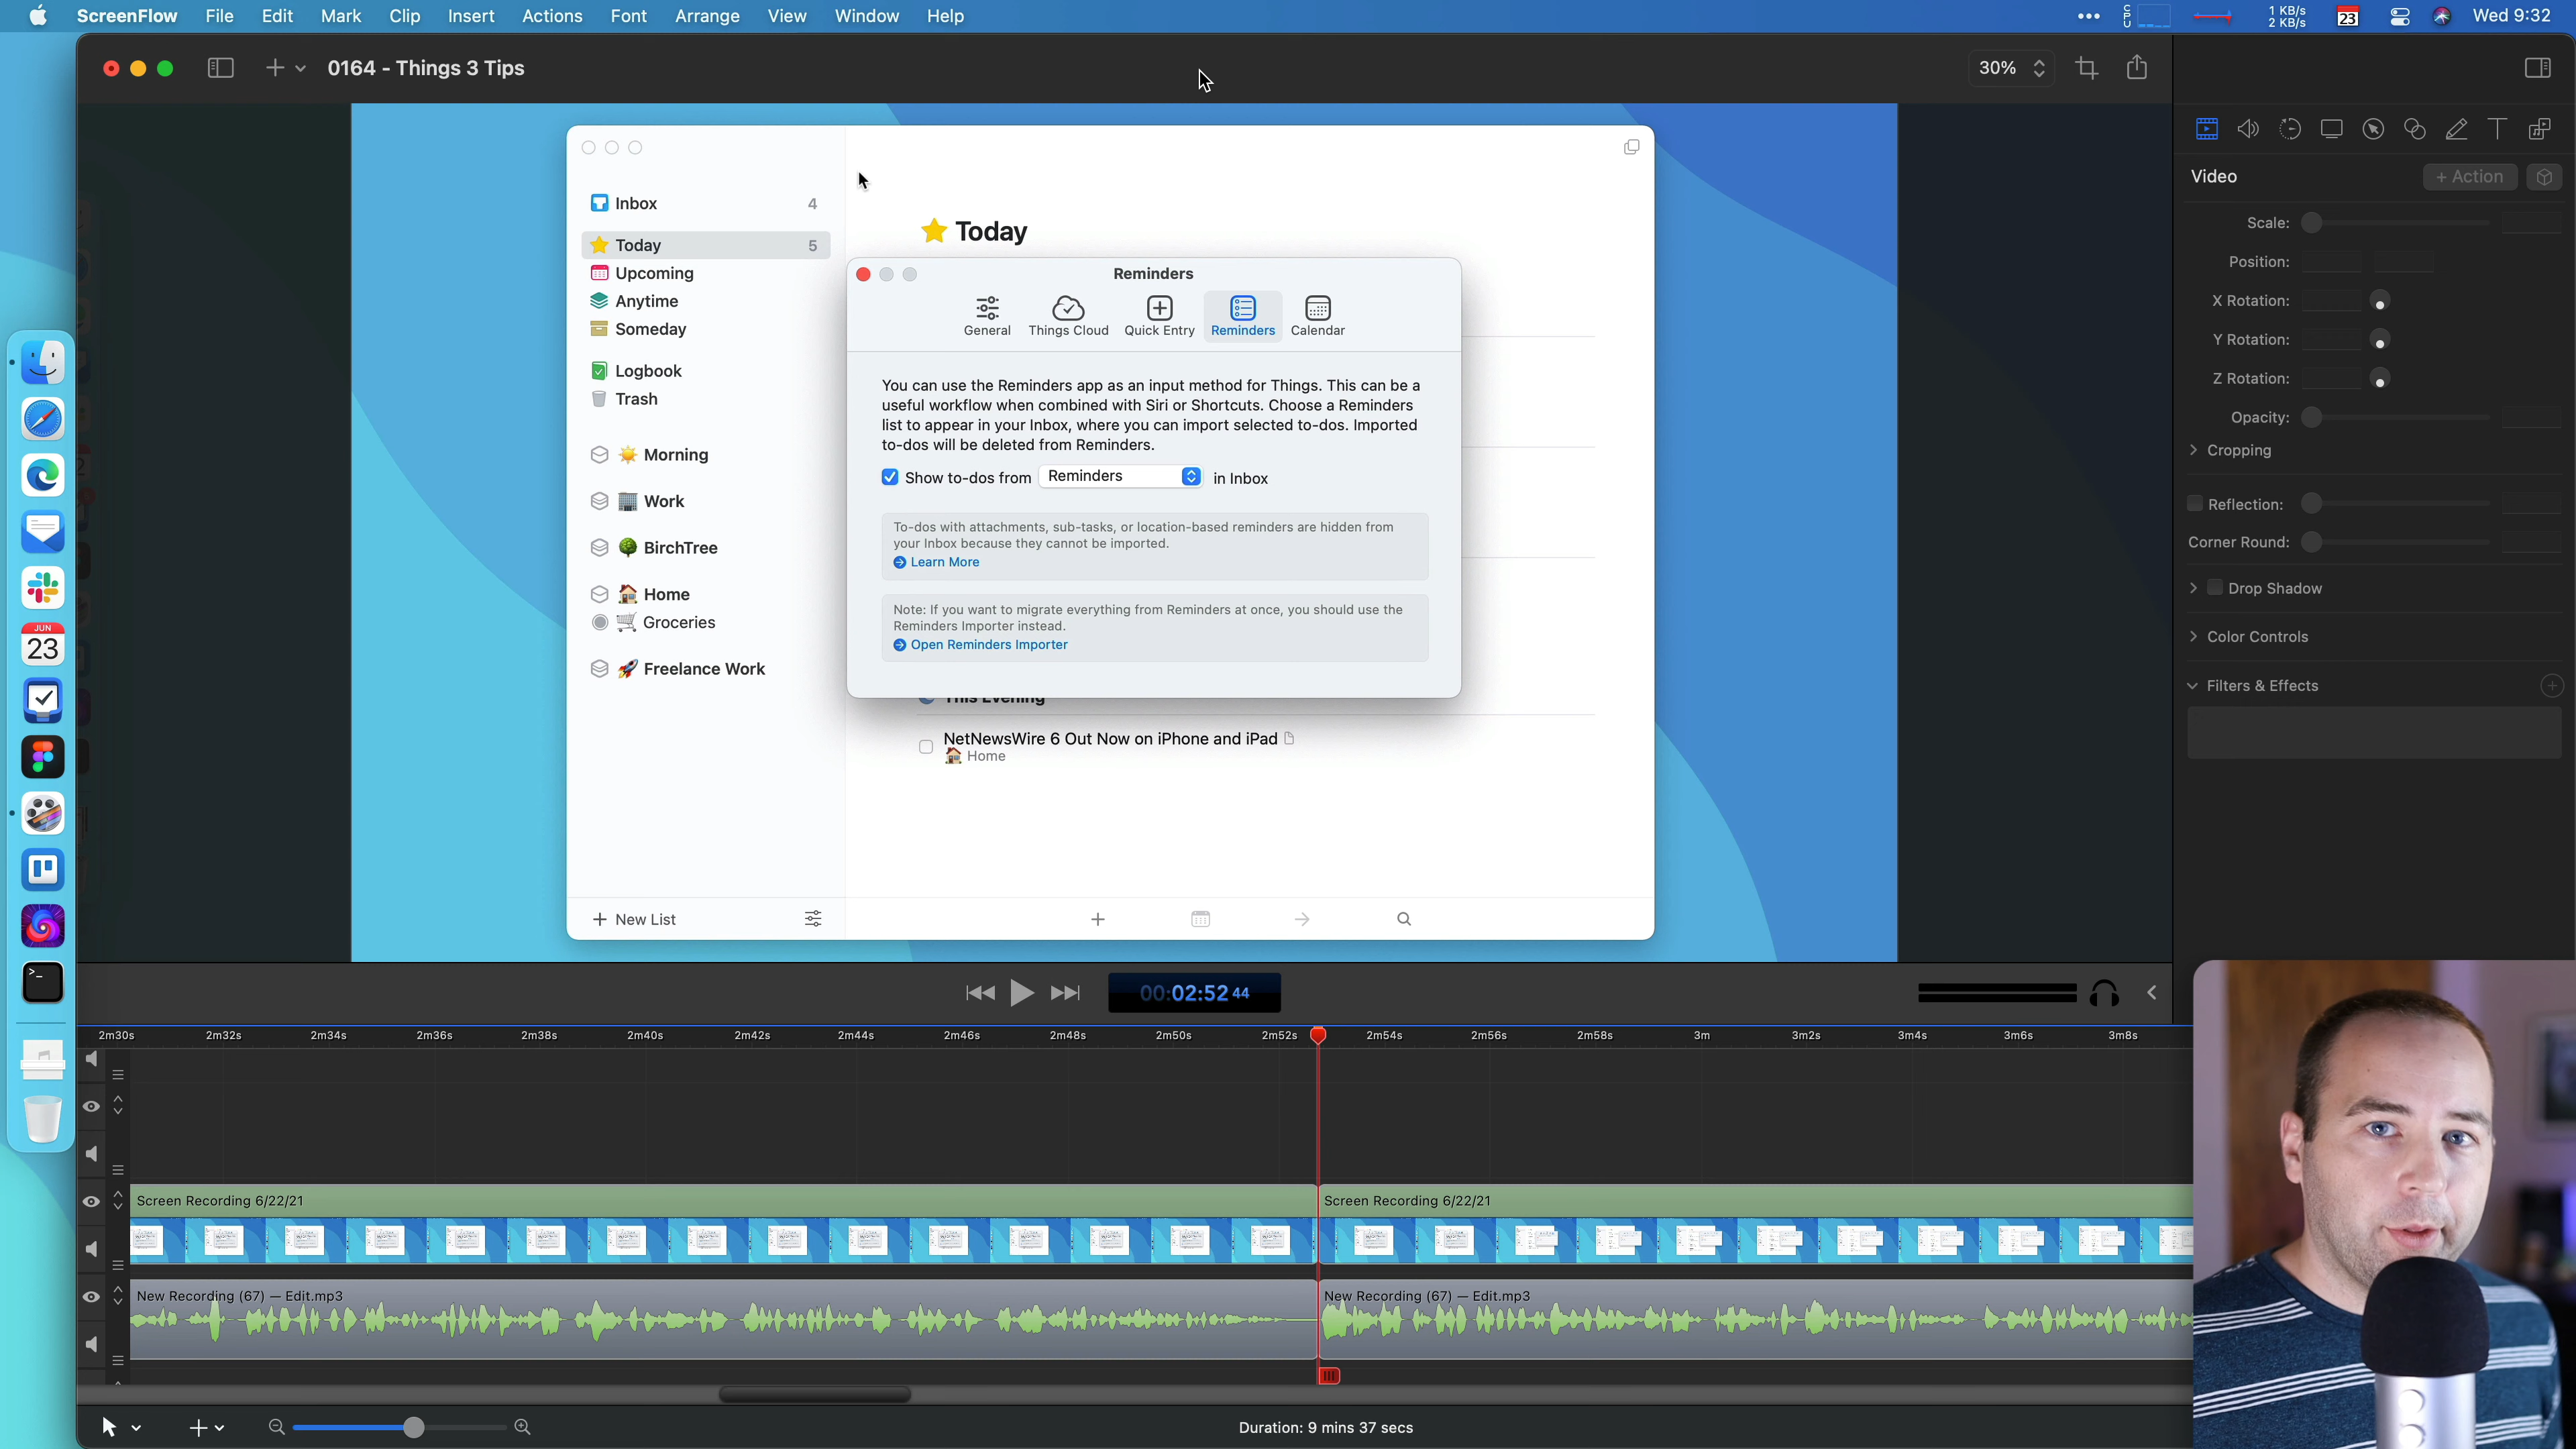 ScreenFlow File Edit Mark Clip Insert Actions Font Arrange View Window Help
CPU
1 KB/s
2 KB/s
23
Wed 9:32
0164 - Things 3 Tips
30%
Inbox 4
Today 5
Upcoming
Anytime
Someday
Logbook
Trash
Morning
Work
BirchTree
Home
Groceries
Freelance Work
New List
Today
Reminders
General Things Cloud Quick Entry Reminders Calendar
You can use the Reminders app as an input method for Things. This can be a
useful workflow when combined with Siri or Shortcuts. Choose a Reminders
list to appear in your Inbox, where you can import selected to-dos. Imported
to-dos will be deleted from Reminders.
Show to-dos from Reminders in Inbox
To-dos with attachments, sub-tasks, or location-based reminders are hidden from
your Inbox because they cannot be imported.
Learn More
Note: If you want to migrate everything from Reminders at once, you should use the
Reminders Importer instead.
Open Reminders Importer
This Evening
NetNewsWire 6 Out Now on iPhone and iPad
Home
Video
+ Action
Scale:
Position:
X Rotation:
Y Rotation:
Z Rotation:
Opacity:
Cropping
Reflection:
Corner Round:
Drop Shadow
Color Controls
Filters & Effects
JUN
23
00:02:52 44
2m30s 2m32s 2m34s 2m36s 2m38s 2m40s 2m42s 2m44s 2m46s 2m48s 2m50s 2m52s 2m54s 2m56s 2m58s 3m 3m2s 3m4s 3m6s 3m8s
Screen Recording 6/22/21
Screen Recording 6/22/21
New Recording (67) — Edit.mp3
New Recording (67) — Edit.mp3
Duration: 9 mins 37 secs